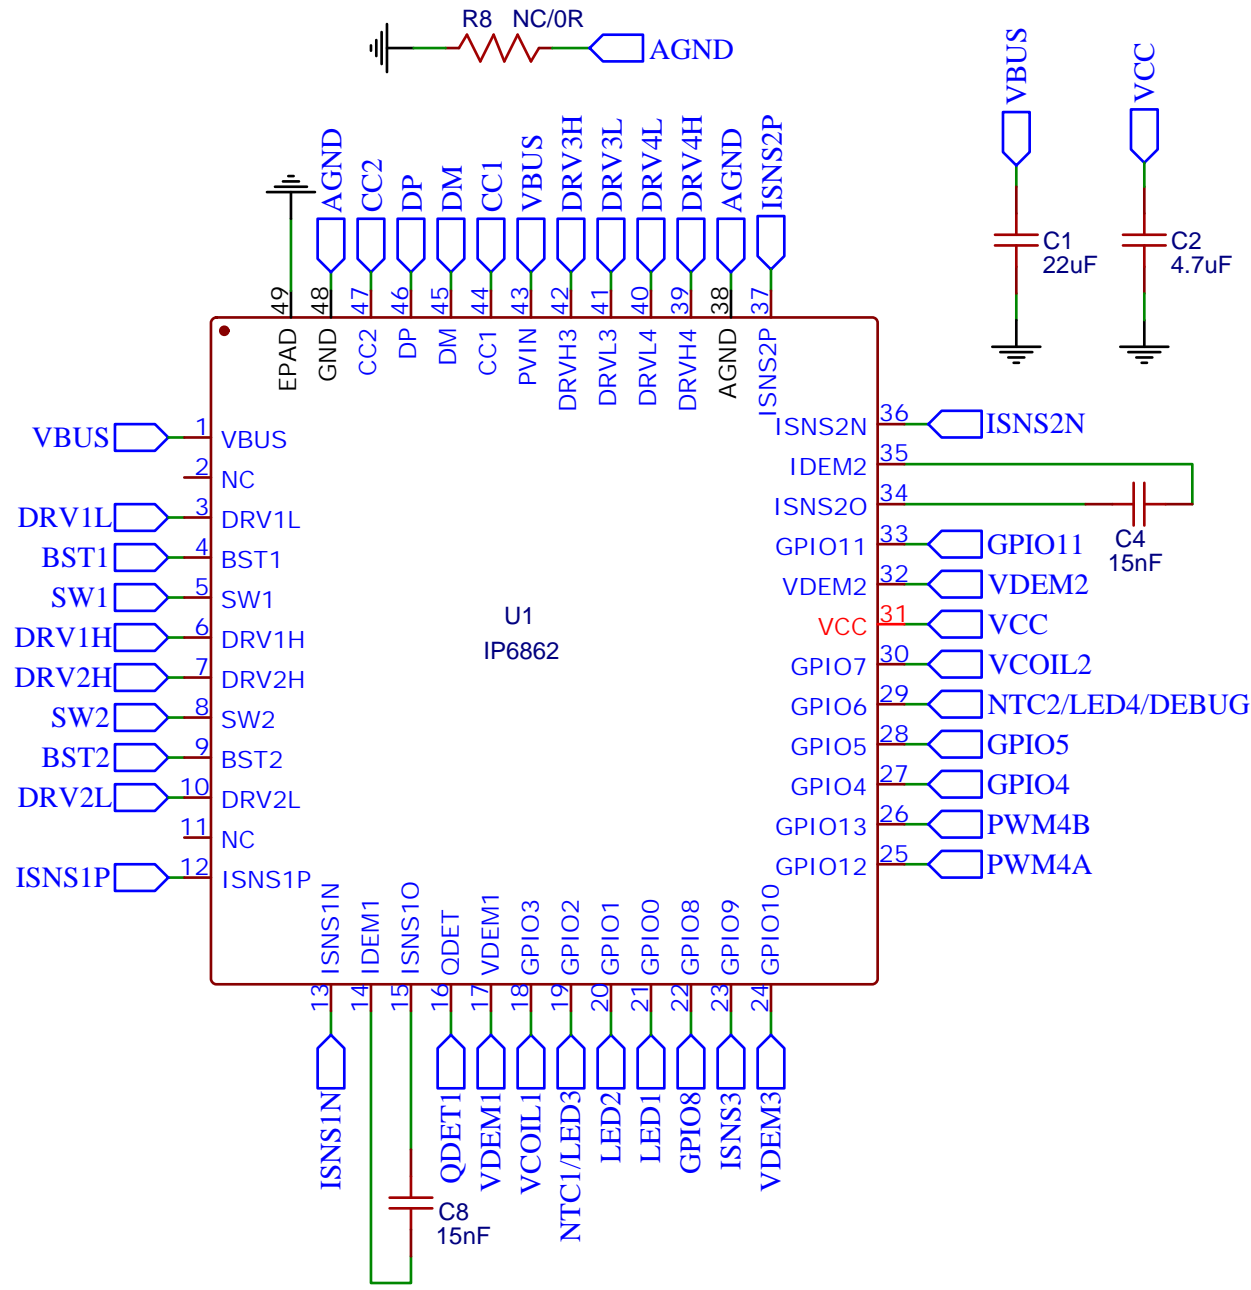 R8 NC/0R
AGND
VBUS
VCC
C1
22uF
C2
4.7uF
AGND
CC2
DP
DM
CC1
VBUS
DRV3H
DRV3L
DRV4L
DRV4H
AGND
ISNS2P
49
48
47
46
45
44
43
42
41
40
39
38
37
EPAD
GND
CC2
DP
DM
CC1
PVIN
DRVH3
DRVL3
DRVL4
DRVH4
AGND
ISNS2P
VBUS 1 VBUS
2 NC
DRV1L 3 DRV1L
BST1 4 BST1
SW1 5 SW1
DRV1H 6 DRV1H
DRV2H 7 DRV2H
SW2 8 SW2
BST2 9 BST2
DRV2L 10 DRV2L
11 NC
ISNS1P 12 ISNS1P
U1
IP6862
ISNS2N 36 ISNS2N
IDEM2 35
ISNS2O 34
C4
15nF
GPIO11 33 GPIO11
VDEM2 32 VDEM2
VCC 31 VCC
GPIO7 30 VCOIL2
GPIO6 29 NTC2/LED4/DEBUG
GPIO5 28 GPIO5
GPIO4 27 GPIO4
GPIO13 26 PWM4B
GPIO12 25 PWM4A
ISNS1N
IDEM1
ISNS1O
QDET
VDEM1
GPIO3
GPIO2
GPIO1
GPIO0
GPIO8
GPIO9
GPIO10
13
14
15
16
17
18
19
20
21
22
23
24
ISNS1N
QDET1
VDEM1
VCOIL1
NTC1/LED3
LED2
LED1
GPIO8
ISNS3
VDEM3
C8
15nF